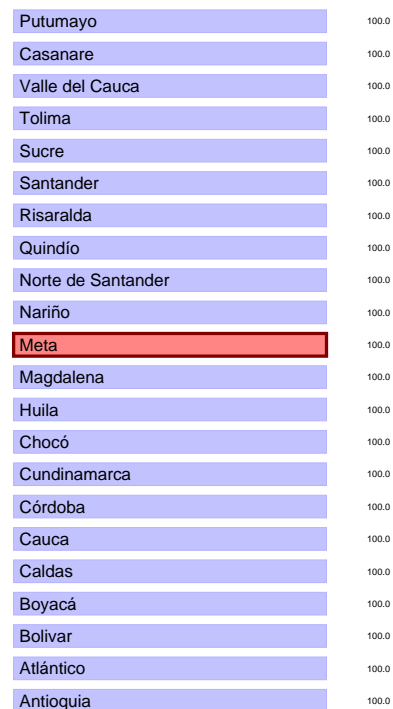 Putumayo 100.0
Casanare 100.0
Valle del Cauca 100.0
Tolima 100.0
Sucre 100.0
Santander 100.0
Risaralda 100.0
Quindío 100.0
Norte de Santander 100.0
Nariño 100.0
Meta 100.0
Magdalena 100.0
Huila 100.0
Chocó 100.0
Cundinamarca 100.0
Córdoba 100.0
Cauca 100.0
Caldas 100.0
Boyacá 100.0
Bolivar 100.0
Atlántico 100.0
Antioquia 100.0